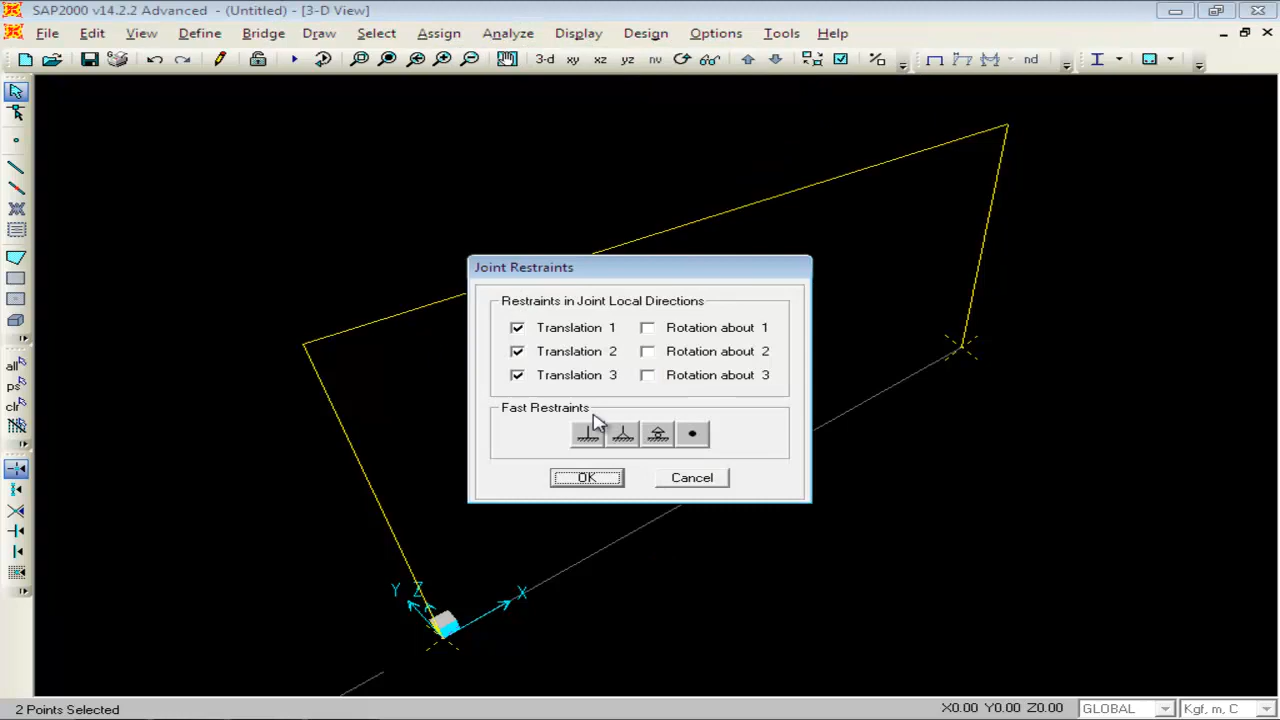 SAP2000 v14.2.2 Advanced - (Untitled) - [3-D View]
File Edit View Define Bridge Draw Select Assign Analyze Display Design Options Tools Help
3-d xy xz yz nv nd
all
ps
clr
Joint Restraints
Restraints in Joint Local Directions
Translation 1 Rotation about 1
Translation 2 Rotation about 2
Translation 3 Rotation about 3
Fast Restraints
OK Cancel
Y Z X
2 Points Selected X0.00 Y0.00 Z0.00 GLOBAL Kgf, m, C